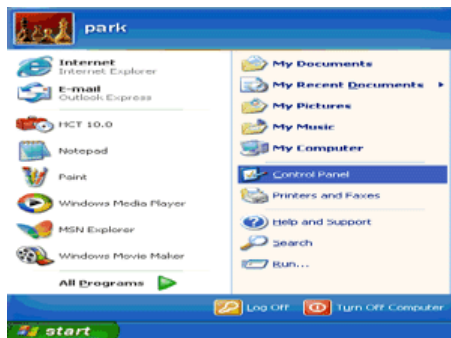 park
Internet
Internet Explorer
E-mail
Outlook Express
HCT 10.0
Notepad
Paint
Windows Media Player
MSN Explorer
Windows Movie Maker
All Programs
My Documents
My Recent Documents
My Pictures
My Music
My Computer
Control Panel
Printers and Faxes
Help and Support
Search
Run...
Log Off
Turn Off Computer
start